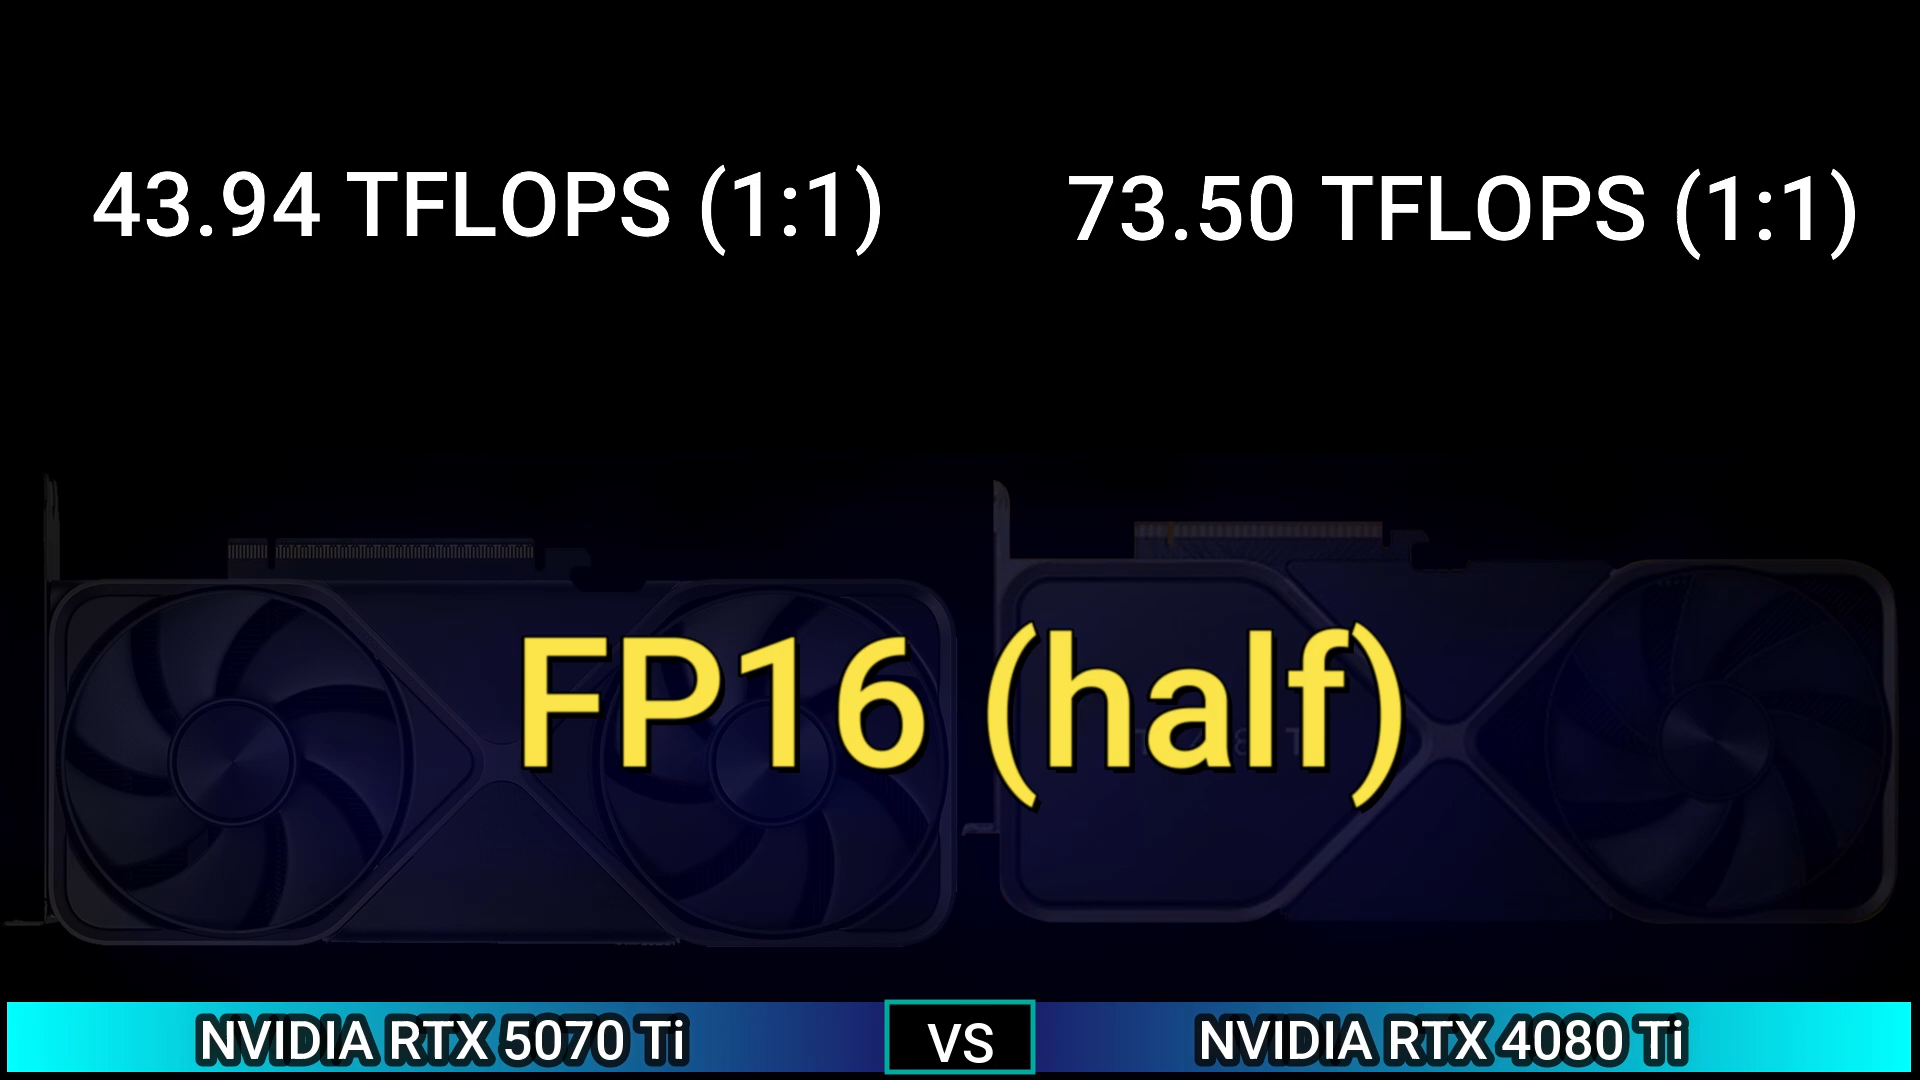 43.94 TFLOPS (1:1)
73.50 TFLOPS (1:1)
FP16 (half)
NVIDIA RTX 5070 Ti
VS
NVIDIA RTX 4080 Ti